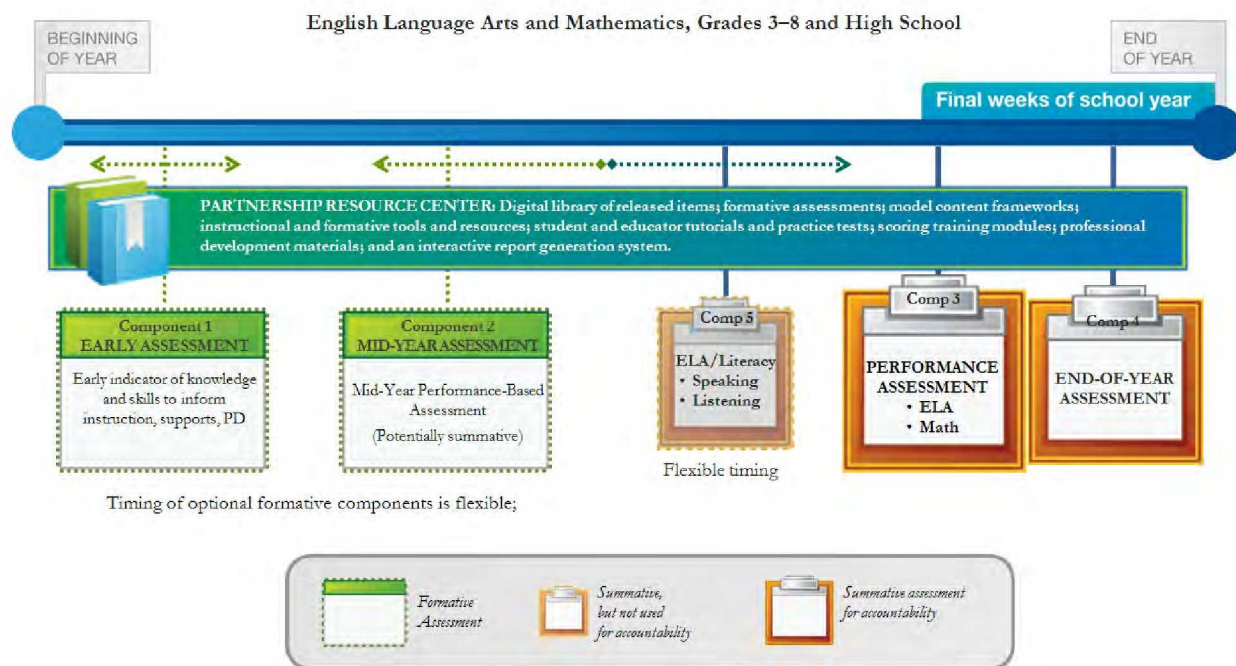 English Language Arts and Mathematics, Grades 3–8 and High School
BEGINNING
OF YEAR
END
OF YEAR
Final weeks of school year
PARTNERSHIP RESOURCE CENTER: Digital library of released items; formative assessments; model content frameworks;
instructional and formative tools and resources; student and educator tutorials and practice tests; scoring training modules; professional
development materials; and an interactive report generation system.
Component 1
EARLY ASSESSMENT
Early indicator of knowledge
and skills to inform
instruction, supports, PD
Component 2
MID-YEAR ASSESSMENT
Mid-Year Performance-Based
Assessment
(Potentially summative)
Comp 5
ELA/Literacy
• Speaking
• Listening
Flexible timing
Comp 3
PERFORMANCE
ASSESSMENT
• ELA
• Math
Comp 4
END-OF-YEAR
ASSESSMENT
Timing of optional formative components is flexible;
Formative
Assessment
Summative,
but not used
for accountability
Summative assessment
for accountability